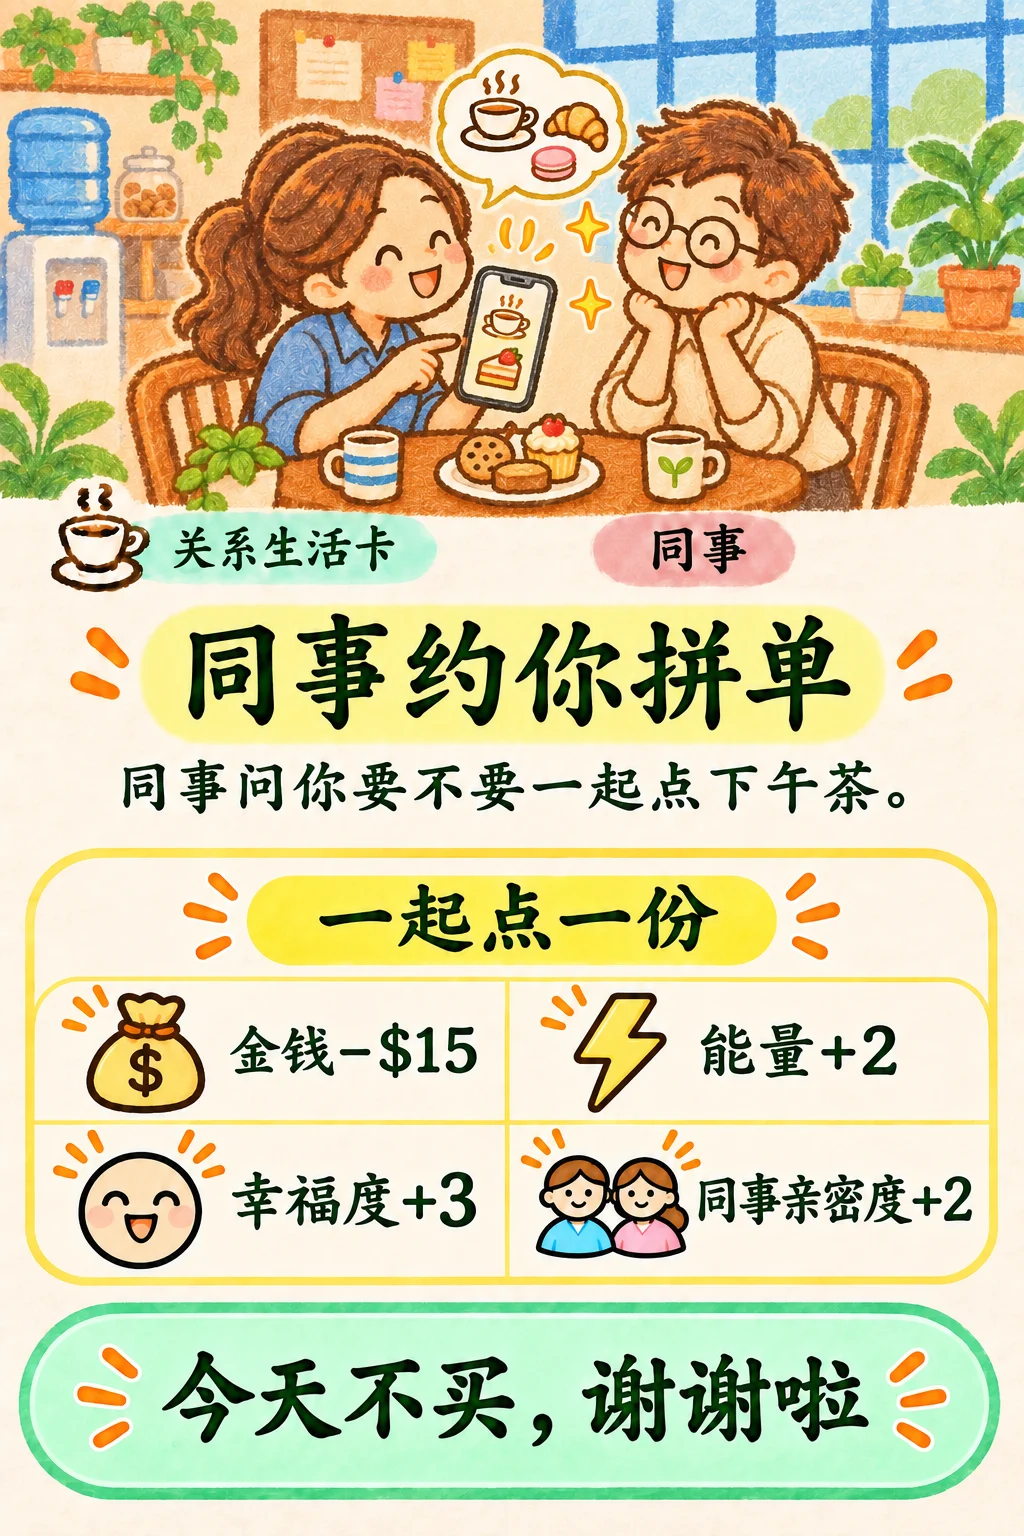 关系生活卡
同事
同事约你拼单
同事问你要不要一起点下午茶。
一起点一份
$
金钱-$15
能量+2
幸福度+3
同事亲密度+2
今天不买，谢谢啦